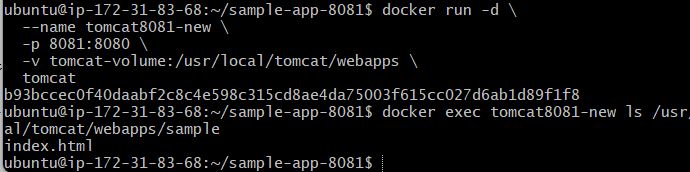 ubuntu@ip-172-31-83-68:~/sample-app-8081$ docker run -d \
  --name tomcat8081-new \
  -p 8081:8080 \
  -v tomcat-volume:/usr/local/tomcat/webapps \
  tomcat
b93bccec0f40daabf2c8c4e598c315cd8ae4da75003f615cc027d6ab1d89f1f8
ubuntu@ip-172-31-83-68:~/sample-app-8081$ docker exec tomcat8081-new ls /usr/
al/tomcat/webapps/sample
index.html
ubuntu@ip-172-31-83-68:~/sample-app-8081$